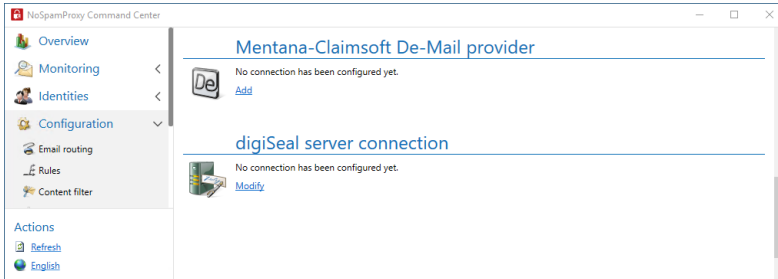 NoSpamProxy Command Center
Overview
Monitoring
Identities
Configuration
Email routing
Rules
Content filter
Actions
Refresh
English
Mentana-Claimsoft De-Mail provider
De
No connection has been configured yet.
Add
digiSeal server connection
No connection has been configured yet.
Modify